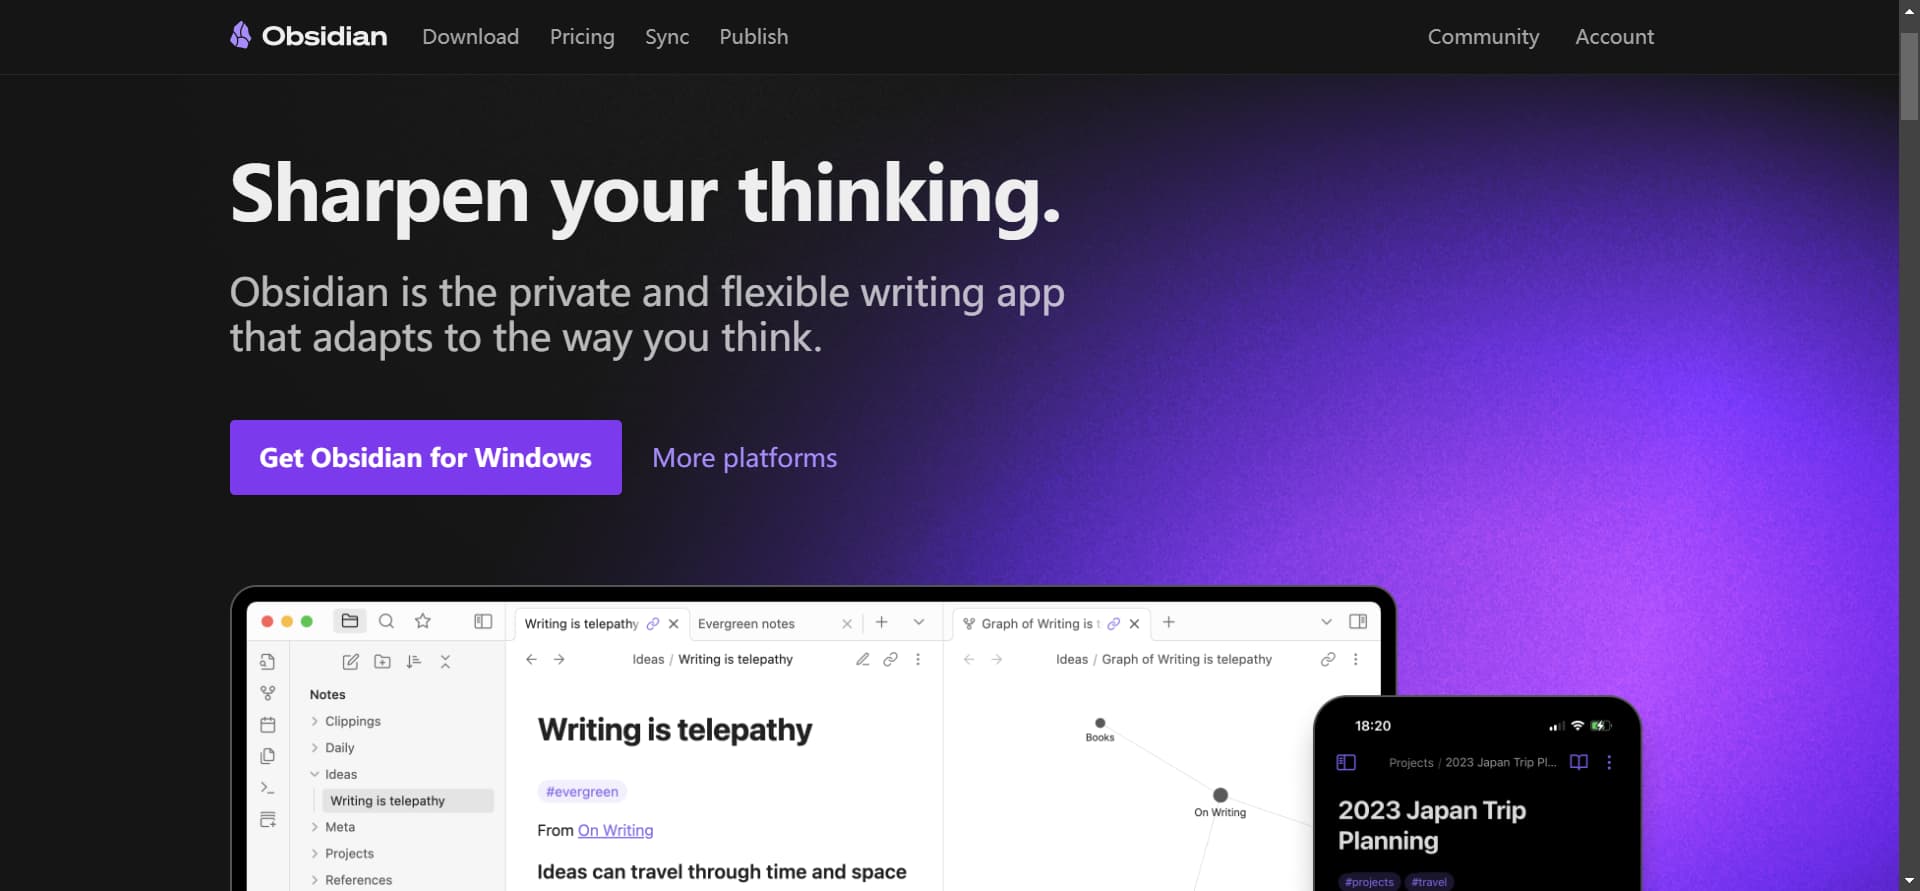 Obsidian Download Pricing Sync Publish Community Account
Sharpen your thinking.
Obsidian is the private and flexible writing app
that adapts to the way you think.
Get Obsidian for Windows More platforms
Writing is telepathy Evergreen notes Graph of Writing is
Ideas / Writing is telepathy
Ideas / Graph of Writing is telepathy
Notes
Clippings
Daily
Ideas
Writing is telepathy
Meta
Projects
References
Writing is telepathy
#evergreen
From On Writing
Ideas can travel through time and space
Books
On Writing
18:20
Projects / 2023 Japan Trip Pl...
2023 Japan Trip
Planning
#projects #travel